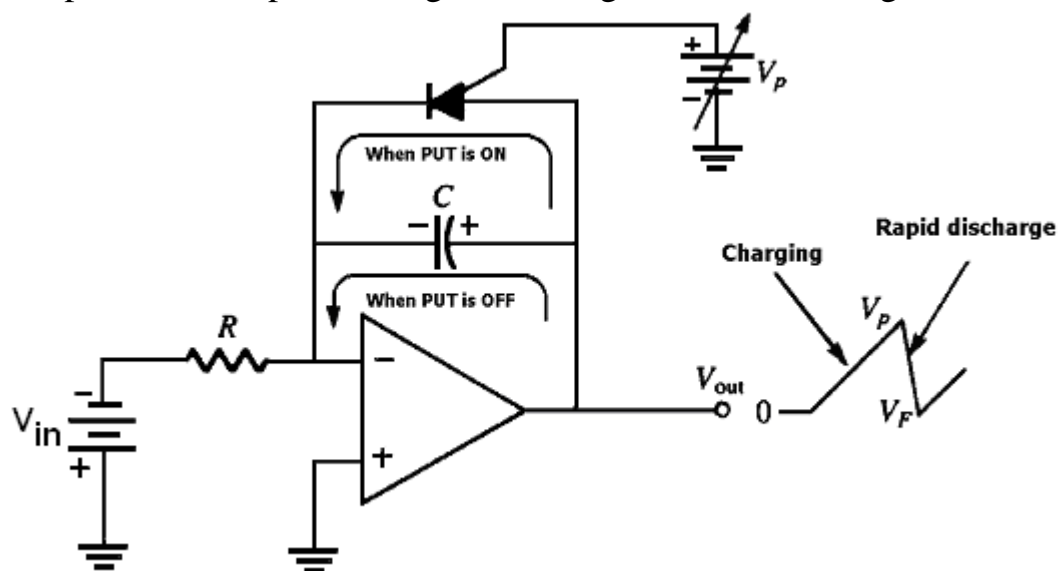 +
V_p
−
When PUT is ON
C
− +
Rapid discharge
Charging
When PUT is OFF
R
V_p
−
−
V_out
0
V_F
V_in
+
+